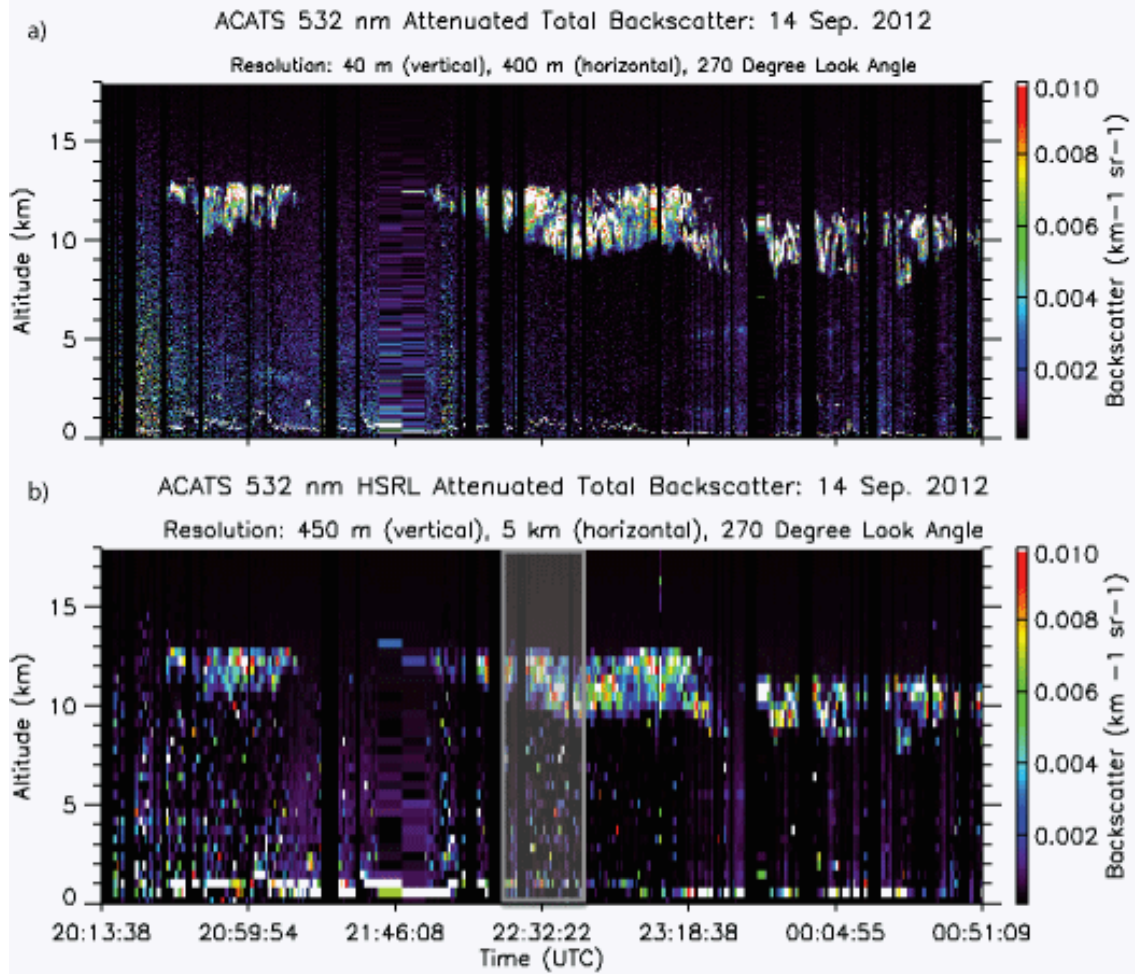 a)
ACATS 532 nm Attenuated Total Backscatter: 14 Sep. 2012
Resolution: 40 m (vertical), 400 m (horizontal), 270 Degree Look Angle
15
10
5
0
Altitude (km)
0.010
0.008
0.006
0.004
0.002
Backscatter (km-1 sr-1)
b)
ACATS 532 nm HSRL Attenuated Total Backscatter: 14 Sep. 2012
Resolution: 450 m (vertical), 5 km (horizontal), 270 Degree Look Angle
15
10
5
0
Altitude (km)
0.010
0.008
0.006
0.004
0.002
Backscatter (km -1 sr-1)
20:13:38 20:59:54 21:46:08 22:32:22 23:18:38 00:04:55 00:51:09
Time (UTC)